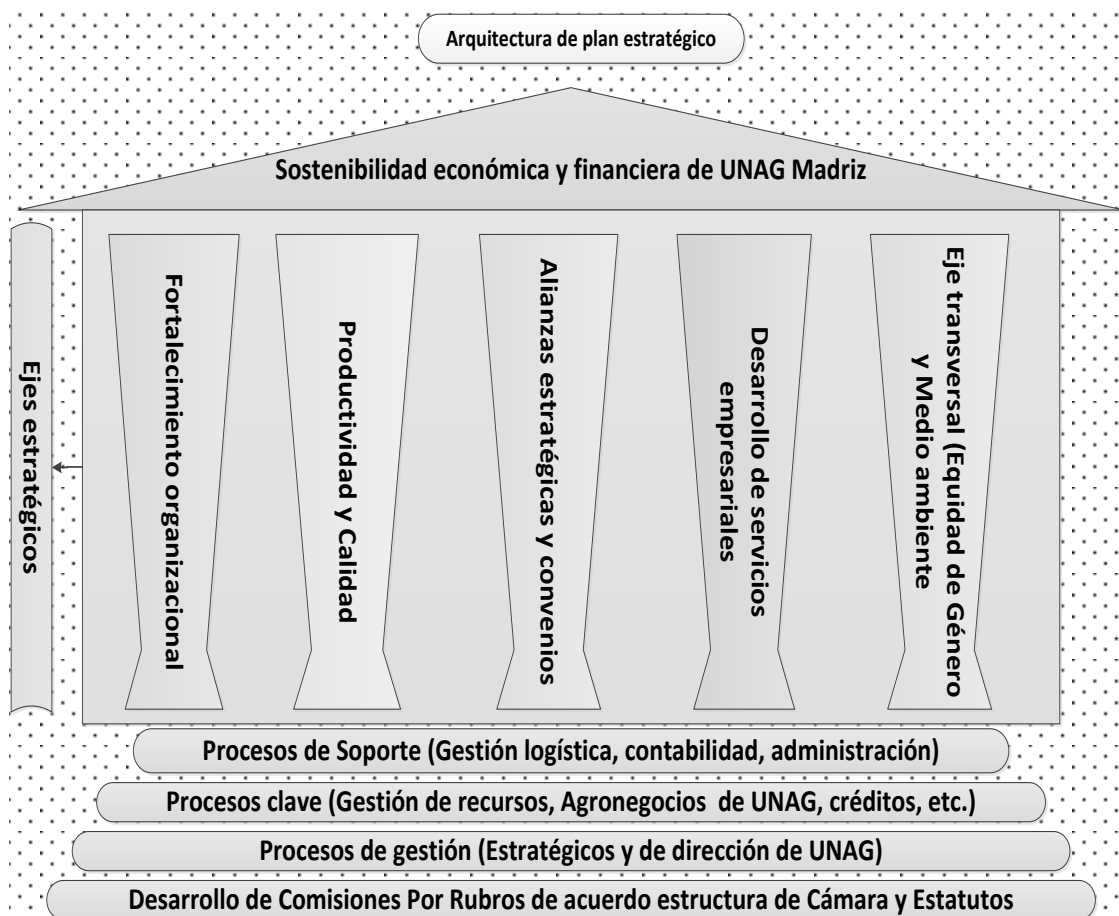 Arquitectura de plan estratégico
Sostenibilidad económica y financiera de UNAG Madriz
Ejes estratégicos
Fortalecimiento organizacional
Productividad y Calidad
Alianzas estratégicas y convenios
Desarrollo de servicios
empresariales
Eje transversal (Equidad de Género
y Medio ambiente
Procesos de Soporte (Gestión logística, contabilidad, administración)
Procesos clave (Gestión de recursos, Agronegocios de UNAG, créditos, etc.)
Procesos de gestión (Estratégicos y de dirección de UNAG)
Desarrollo de Comisiones Por Rubros de acuerdo estructura de Cámara y Estatutos